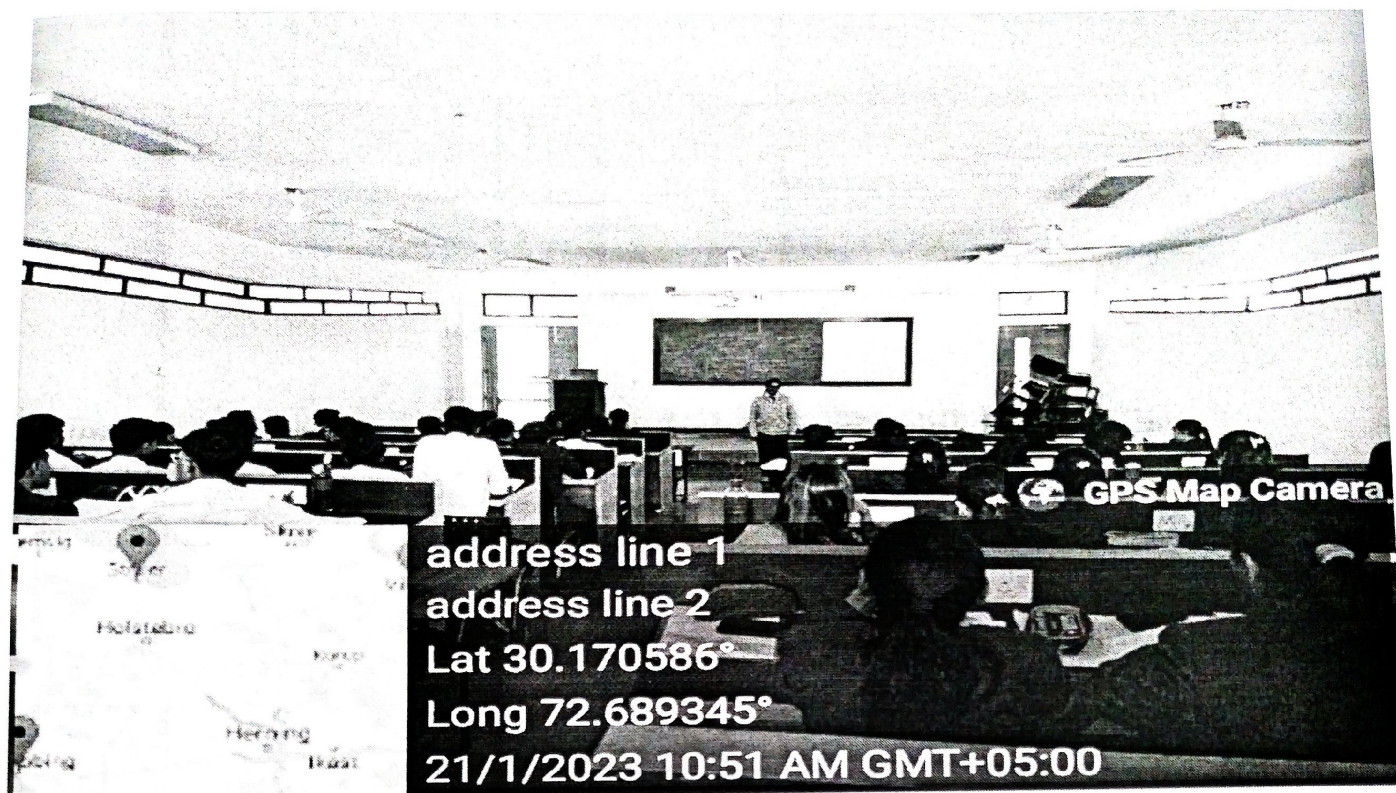 GPS Map Camera
address line 1
address line 2
Lat 30.170586°
Long 72.689345°
21/1/2023 10:51 AM GMT+05:00
Holstebro
Herning
Ikast